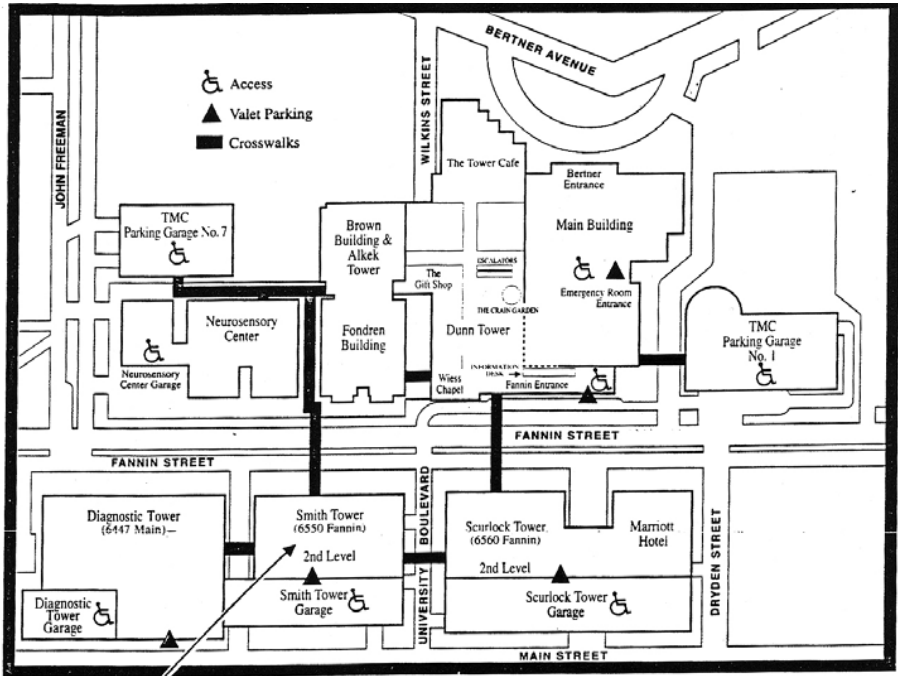 BERTNER AVENUE
WILKINS STREET
JOHN FREEMAN
Access
Valet Parking
Crosswalks
The Tower Cafe
Bertner
Entrance
Main Building
TMC
Parking Garage No. 7
Brown
Building &
Alkek
Tower
ESCALATORS
The
Gift Shop
Emergency Room
Entrance
THE CRAIN GARDEN
Neurosensory
Center
Fondren
Building
Dunn Tower
TMC
Parking Garage
No. 1
Neurosensory
Center Garage
Wiess
Chapel
INFORMATION
DESK
Fannin Entrance
FANNIN STREET
FANNIN STREET
Diagnostic Tower
(6447 Main)
Smith Tower
(6550 Fannin)
2nd Level
UNIVERSITY BOULEVARD
Scurlock Tower
(6560 Fannin)
2nd Level
Marriott
Hotel
DRYDEN STREET
Diagnostic
Tower
Garage
Smith Tower
Garage
Scurlock Tower
Garage
MAIN STREET